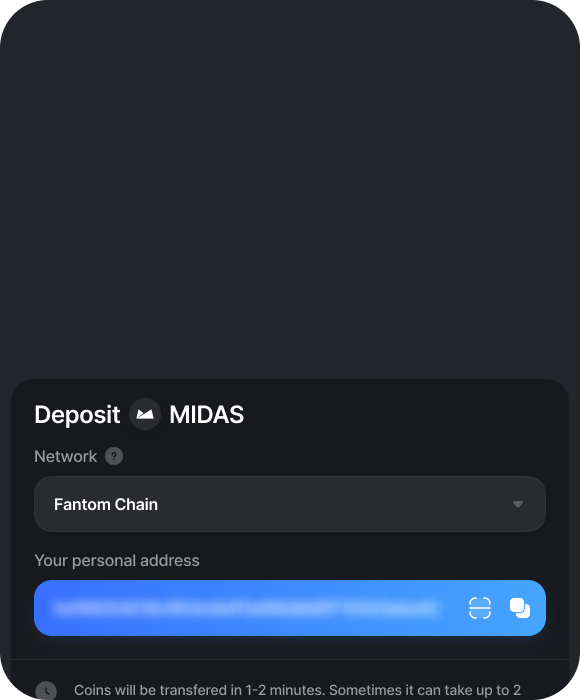 Deposit MIDAS
Network ?
Fantom Chain
Your personal address
Coins will be transfered in 1-2 minutes. Sometimes it can take up to 2